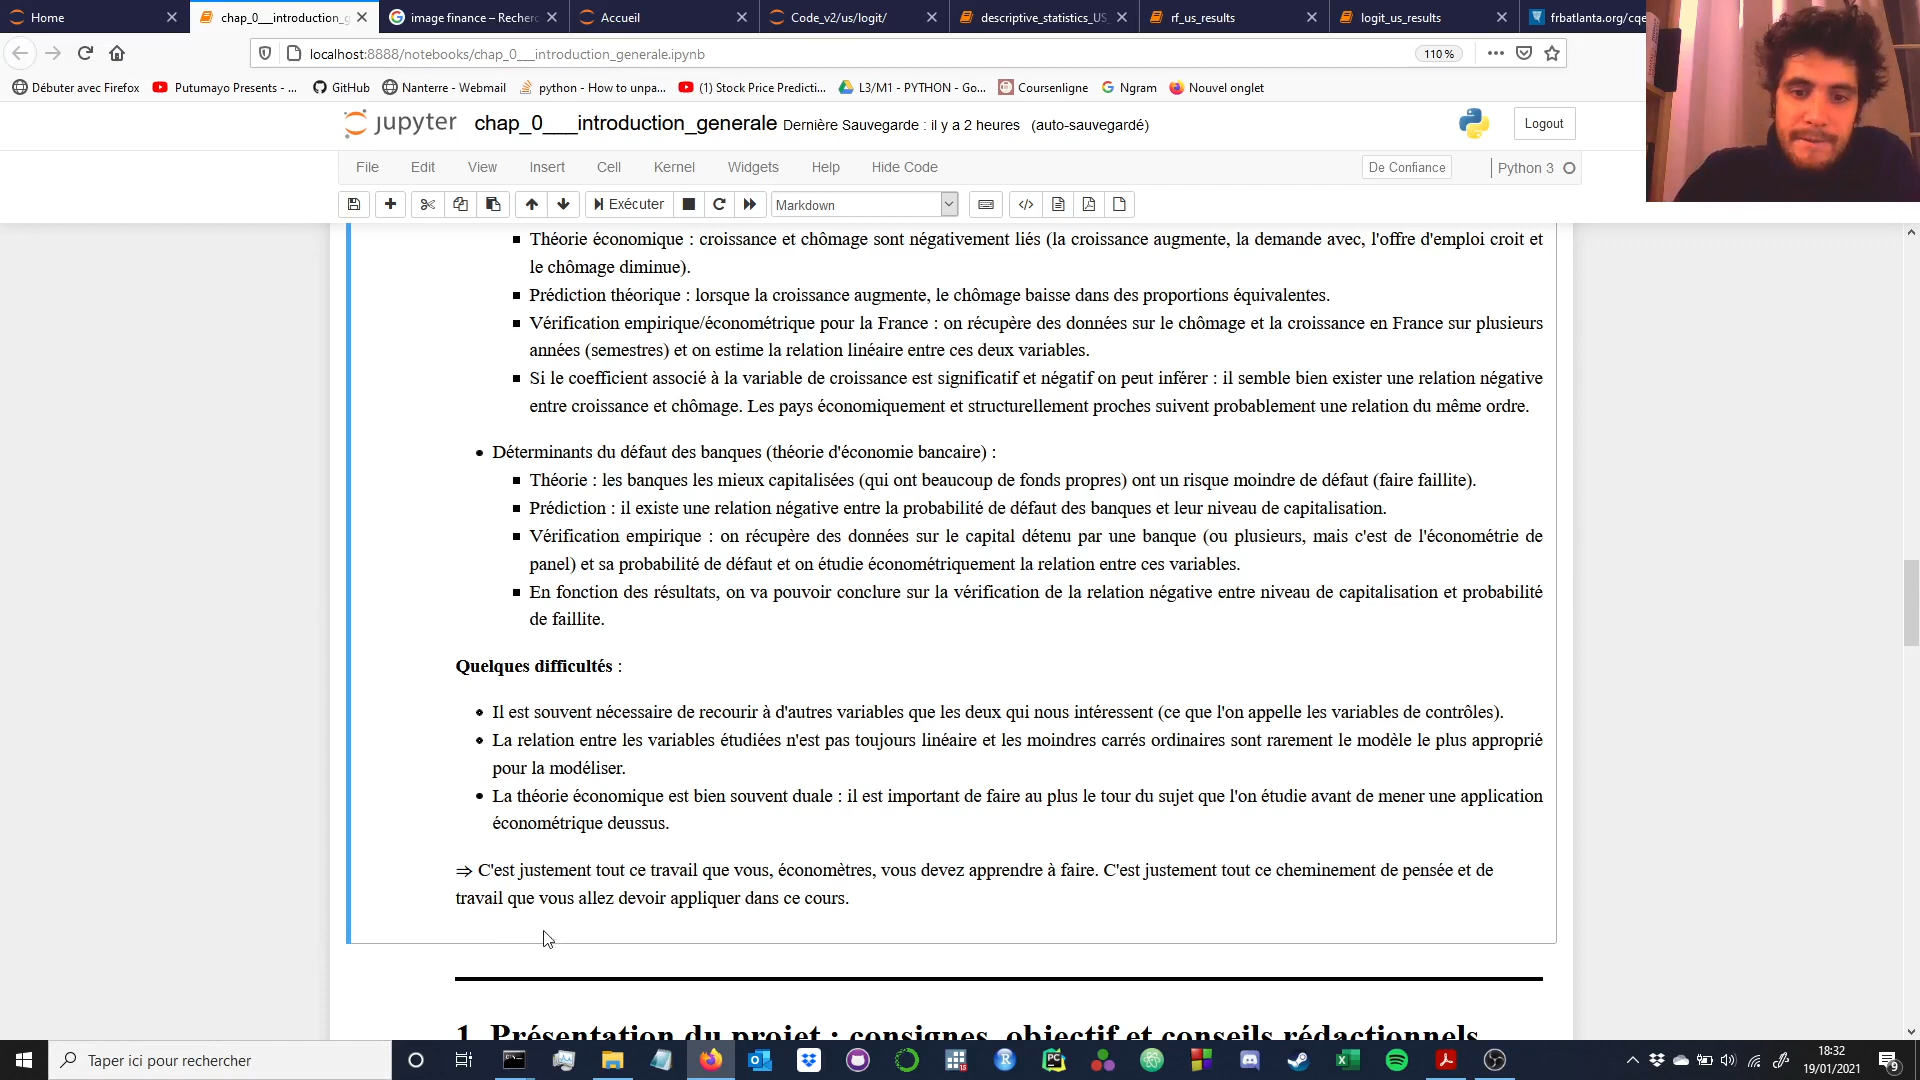 Home
chap_0___introduction_g
image finance – Recherc
Accueil
Code_v2/us/logit/
descriptive_statistics_US
rf_us_results
logit_us_results
frbatlanta.org/cqe
localhost:8888/notebooks/chap_0___introduction_generale.ipynb
110 %
Débuter avec Firefox
Putumayo Presents - ...
GitHub
Nanterre - Webmail
python - How to unpa...
(1) Stock Price Predicti...
L3/M1 - PYTHON - Go...
Coursenligne
Ngram
Nouvel onglet
jupyter
chap_0___introduction_generale Dernière Sauvegarde : il y a 2 heures (auto-sauvegardé)
Logout
File Edit View Insert Cell Kernel Widgets Help Hide Code
De Confiance
Python 3
Exécuter
Markdown
Théorie économique : croissance et chômage sont négativement liés (la croissance augmente, la demande avec, l'offre d'emploi croit et
le chômage diminue).
Prédiction théorique : lorsque la croissance augmente, le chômage baisse dans des proportions équivalentes.
Vérification empirique/économétrique pour la France : on récupère des données sur le chômage et la croissance en France sur plusieurs
années (semestres) et on estime la relation linéaire entre ces deux variables.
Si le coefficient associé à la variable de croissance est significatif et négatif on peut inférer : il semble bien exister une relation négative
entre croissance et chômage. Les pays économiquement et structurellement proches suivent probablement une relation du même ordre.
Déterminants du défaut des banques (théorie d'économie bancaire) :
Théorie : les banques les mieux capitalisées (qui ont beaucoup de fonds propres) ont un risque moindre de défaut (faire faillite).
Prédiction : il existe une relation négative entre la probabilité de défaut des banques et leur niveau de capitalisation.
Vérification empirique : on récupère des données sur le capital détenu par une banque (ou plusieurs, mais c'est de l'économétrie de
panel) et sa probabilité de défaut et on étudie économétriquement la relation entre ces variables.
En fonction des résultats, on va pouvoir conclure sur la vérification de la relation négative entre niveau de capitalisation et probabilité
de faillite.
Quelques difficultés :
Il est souvent nécessaire de recourir à d'autres variables que les deux qui nous intéressent (ce que l'on appelle les variables de contrôles).
La relation entre les variables étudiées n'est pas toujours linéaire et les moindres carrés ordinaires sont rarement le modèle le plus approprié
pour la modéliser.
La théorie économique est bien souvent duale : il est important de faire au plus le tour du sujet que l'on étudie avant de mener une application
économétrique deussus.
⇒ C'est justement tout ce travail que vous, économètres, vous devez apprendre à faire. C'est justement tout ce cheminement de pensée et de
travail que vous allez devoir appliquer dans ce cours.
1. Présentation du projet : consignes, objectif et conseils rédactionnels
Taper ici pour rechercher
18:32
19/01/2021
9